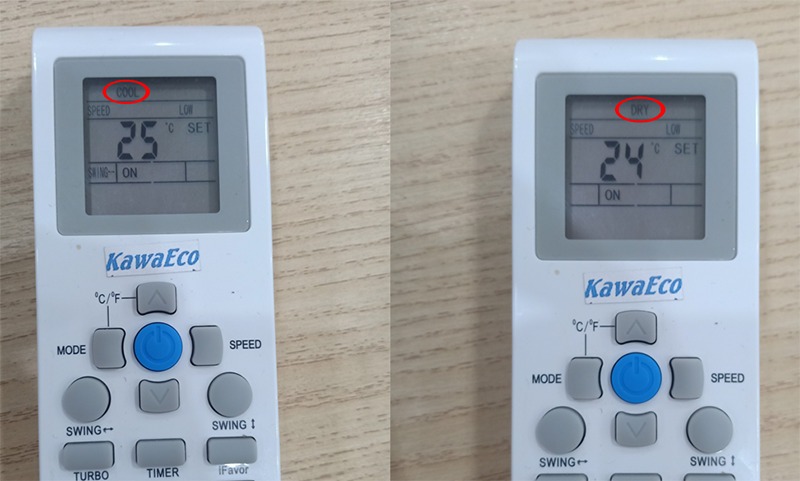 COOL
SPEED LOW
25 °C SET
SWING ON
KawaEco
°C/°F
MODE SPEED
SWING↔ SWING↕
TURBO TIMER iFavor
DRY
SPEED LOW
24 °C SET
ON
KawaEco
°C/°F
MODE SPEED
SWING↔ SWING↕